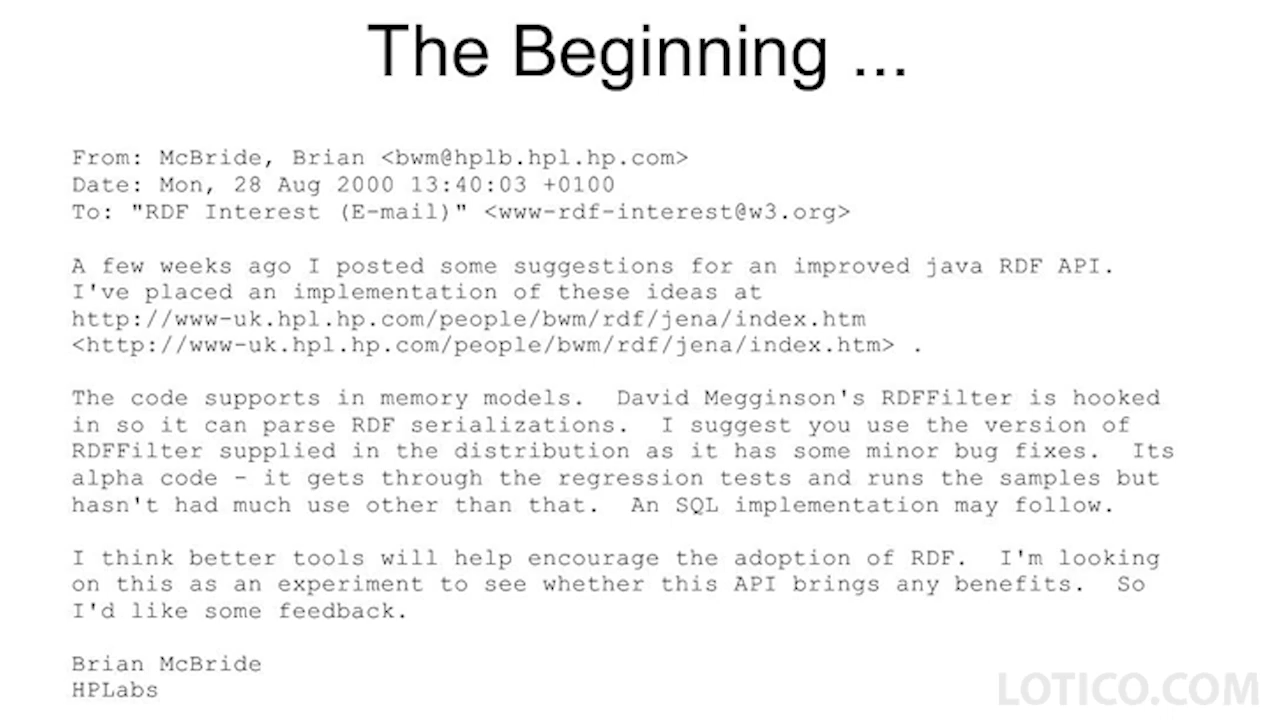 The Beginning ...
From: McBride, Brian <bwm@hplb.hpl.hp.com>
Date: Mon, 28 Aug 2000 13:40:03 +0100
To: "RDF Interest (E-mail)" <www-rdf-interest@w3.org>
A few weeks ago I posted some suggestions for an improved java RDF API.
I've placed an implementation of these ideas at
http://www-uk.hpl.hp.com/people/bwm/rdf/jena/index.htm
<http://www-uk.hpl.hp.com/people/bwm/rdf/jena/index.htm> .
The code supports in memory models.  David Megginson's RDFFilter is hooked
in so it can parse RDF serializations.  I suggest you use the version of
RDFFilter supplied in the distribution as it has some minor bug fixes.  Its
alpha code - it gets through the regression tests and runs the samples but
hasn't had much use other than that.  An SQL implementation may follow.
I think better tools will help encourage the adoption of RDF.  I'm looking
on this as an experiment to see whether this API brings any benefits.  So
I'd like some feedback.
Brian McBride
HPLabs
LOTICO.COM